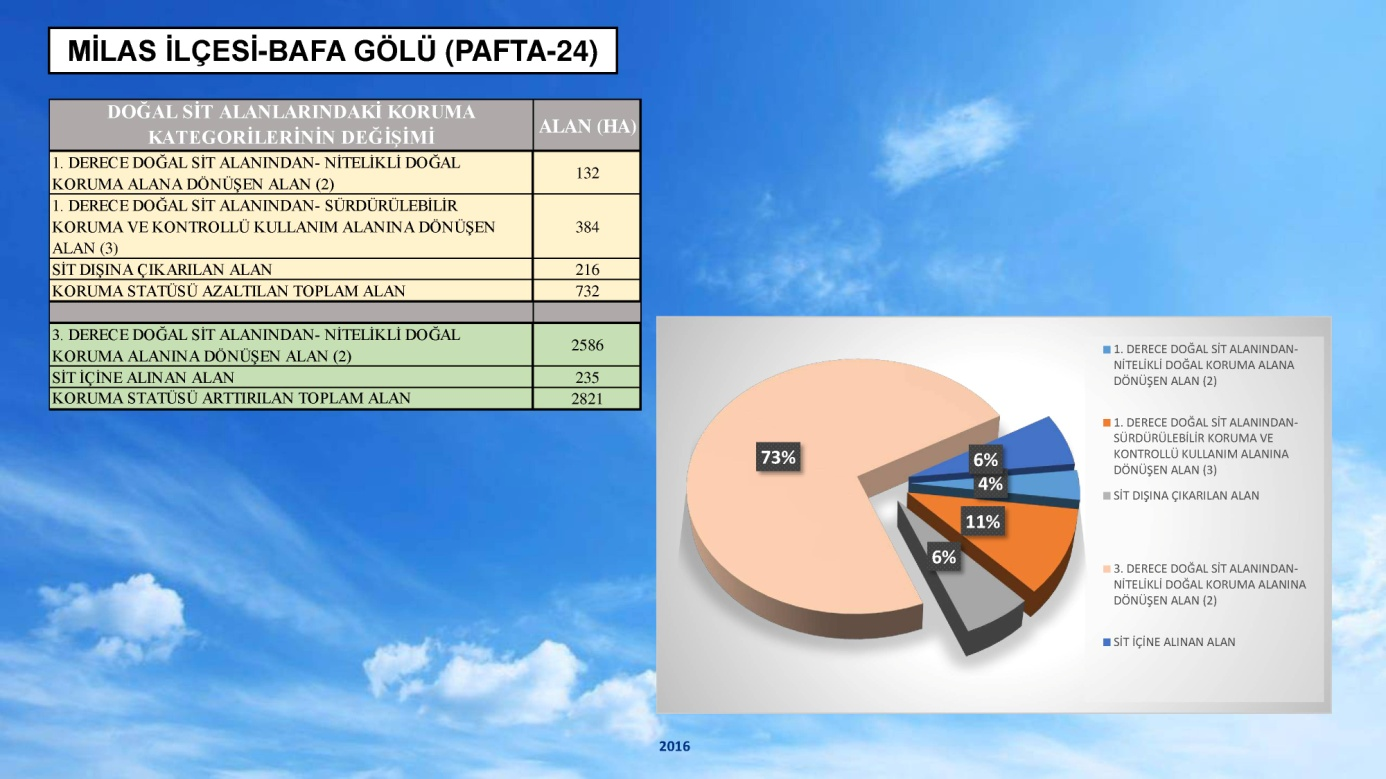 MİLAS İLÇESİ-BAFA GÖLÜ (PAFTA-24)
DOĞAL SİT ALANLARINDAKİ KORUMA
KATEGORİLERİNİN DEĞİŞİMİ
ALAN (HA)
1. DERECE DOĞAL SİT ALANINDAN- NİTELİKLİ DOĞAL
KORUMA ALANA DÖNÜŞEN ALAN (2)
132
1. DERECE DOĞAL SİT ALANINDAN- SÜRDÜRÜLEBİLİR
KORUMA VE KONTROLLÜ KULLANIM ALANINA DÖNÜŞEN
ALAN (3)
384
SİT DIŞINA ÇIKARILAN ALAN
216
KORUMA STATÜSÜ AZALTILAN TOPLAM ALAN
732
3. DERECE DOĞAL SİT ALANINDAN- NİTELİKLİ DOĞAL
KORUMA ALANINA DÖNÜŞEN ALAN (2)
2586
SİT İÇİNE ALINAN ALAN
235
KORUMA STATÜSÜ ARTTIRILAN TOPLAM ALAN
2821
73%
6%
4%
11%
6%
1. DERECE DOĞAL SİT ALANINDAN-
NİTELİKLİ DOĞAL KORUMA ALANA
DÖNÜŞEN ALAN (2)
1. DERECE DOĞAL SİT ALANINDAN-
SÜRDÜRÜLEBİLİR KORUMA VE
KONTROLLÜ KULLANIM ALANINA
DÖNÜŞEN ALAN (3)
SİT DIŞINA ÇIKARILAN ALAN
3. DERECE DOĞAL SİT ALANINDAN-
NİTELİKLİ DOĞAL KORUMA ALANINA
DÖNÜŞEN ALAN (2)
SİT İÇİNE ALINAN ALAN
2016